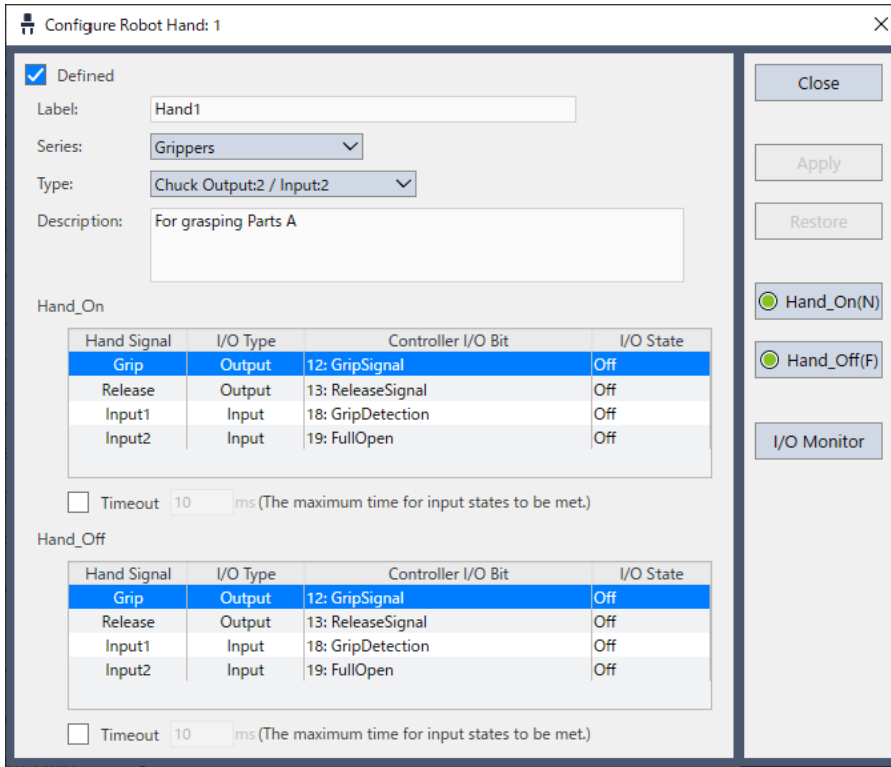 Configure Robot Hand: 1
Defined
Close
Label: Hand1
Series: Grippers
Apply
Type: Chuck Output:2 / Input:2
Description: For grasping Parts A
Restore
Hand_On
Hand_On(N)
Hand Signal I/O Type Controller I/O Bit I/O State
Grip Output 12: GripSignal Off
Hand_Off(F)
Release Output 13: ReleaseSignal Off
Input1 Input 18: GripDetection Off
Input2 Input 19: FullOpen Off
I/O Monitor
Timeout 10 ms (The maximum time for input states to be met.)
Hand_Off
Hand Signal I/O Type Controller I/O Bit I/O State
Grip Output 12: GripSignal Off
Release Output 13: ReleaseSignal Off
Input1 Input 18: GripDetection Off
Input2 Input 19: FullOpen Off
Timeout 10 ms (The maximum time for input states to be met.)